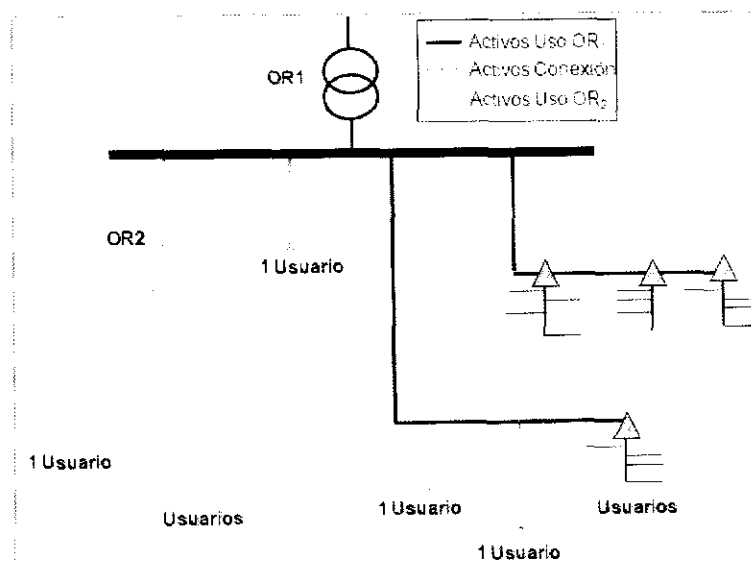 Activos Uso OR
OR1
Activos Conexión
Activos Uso OR2
OR2
1 Usuario
1 Usuario
Usuarios
1 Usuario
Usuarios
1 Usuario